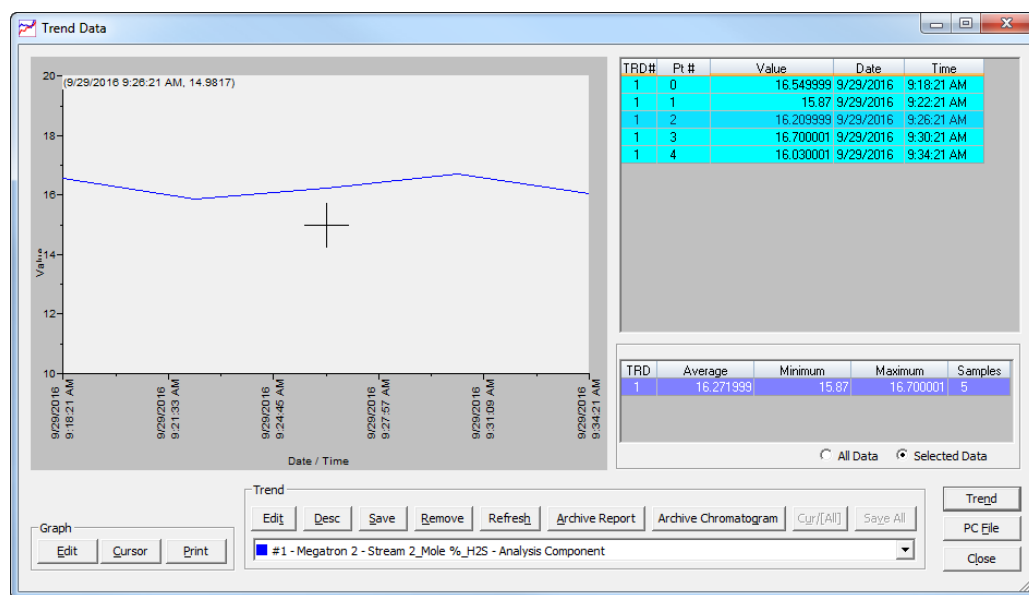 Trend Data
(9/29/2016 9:26:21 AM, 14.9817)
20
18
16
14
12
10
Value
9/29/2016 9:18:21 AM
9/29/2016 9:21:33 AM
9/29/2016 9:24:45 AM
9/29/2016 9:27:57 AM
9/29/2016 9:31:09 AM
9/29/2016 9:34:21 AM
Date / Time
TRD# Pt # Value Date Time
1 0 16.549999 9/29/2016 9:18:21 AM
1 1 15.87 9/29/2016 9:22:21 AM
1 2 16.209999 9/29/2016 9:26:21 AM
1 3 16.700001 9/29/2016 9:30:21 AM
1 4 16.030001 9/29/2016 9:34:21 AM
TRD Average Minimum Maximum Samples
1 16.271999 15.87 16.700001 5
All Data Selected Data
Graph
Edit Cursor Print
Trend
Edit Desc Save Remove Refresh Archive Report Archive Chromatogram Cur/[All] Save All
#1 - Megatron 2 - Stream 2_Mole %_H2S - Analysis Component
Trend
PC File
Close